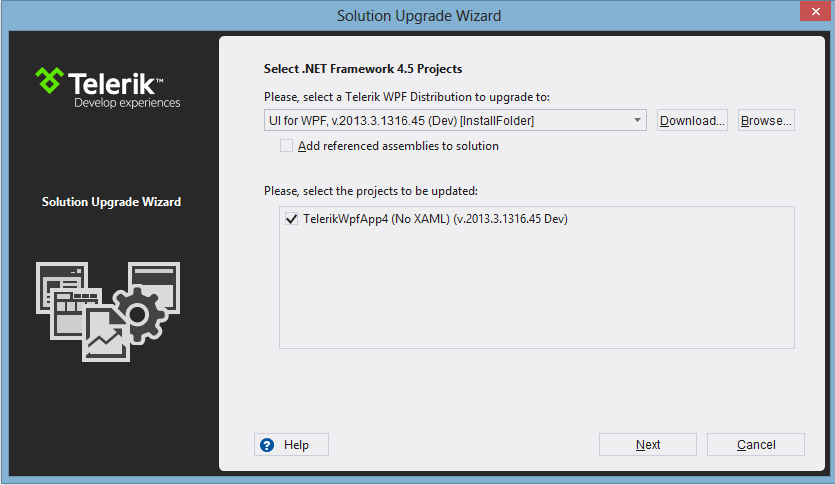 Solution Upgrade Wizard
Telerik™
Develop experiences
Solution Upgrade Wizard
Select .NET Framework 4.5 Projects
Please, select a Telerik WPF Distribution to upgrade to:
UI for WPF, v.2013.3.1316.45 (Dev) [InstallFolder]
Download...
Browse...
Add referenced assemblies to solution
Please, select the projects to be updated:
TelerikWpfApp4 (No XAML) (v.2013.3.1316.45 Dev)
? Help
Next
Cancel